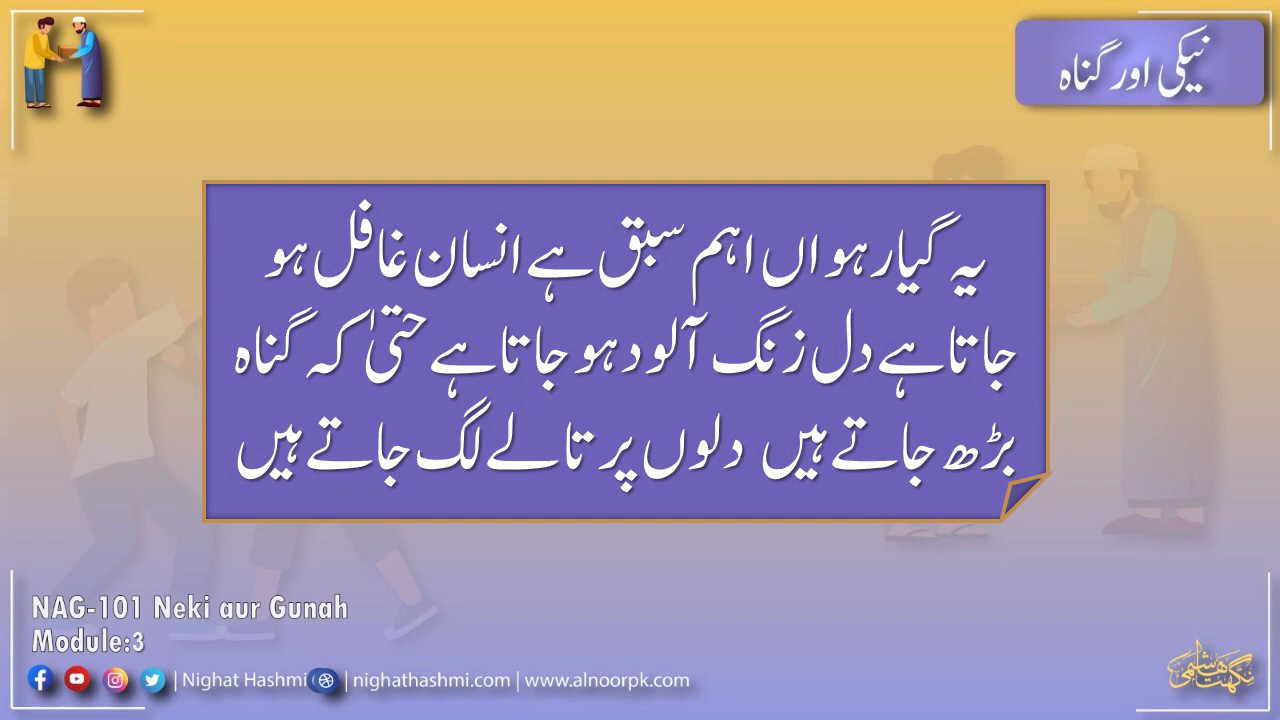 نیکی اور گناہ
یہ گیارہواں اہم سبق ہے انسان غافل ہو
جاتا ہے دل زنگ آلود ہو جاتا ہے حتیٰ کہ گناہ
بڑھ جاتے ہیں دلوں پر تالے لگ جاتے ہیں
NAG-101 Neki aur Gunah
Module:3
| Nighat Hashmi | nighathashmi.com | www.alnoorpk.com
نگہت ہاشمی